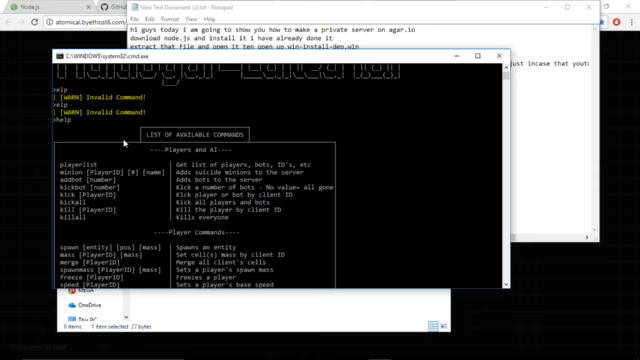 Node.js
GitHu
atomical.byethost6.com
New Text Document (2).txt - Notepad
File Edit Format View Help
hi guys today i am going to show you how to make a private server on agar.io
download node.js and install it i have already done it
extract that file and open it ten open up win-install-dep.win
just incase that yout
C:\WINDOWS\system32\cmd.exe
>elp
[WARN] Invalid Command!
>elp
[WARN] Invalid Command!
>help
LIST OF AVAILABLE COMMANDS
----Players and AI----
playerlist | Get list of players, bots, ID's, etc
minion [PlayerID] [#] [name] | Adds suicide minions to the server
addbot [number] | Adds bots to the server
kickbot [number] | Kick a number of bots - No value= all gone
kick [PlayerID] | Kick player or bot by client ID
kickall | Kick all players and bots
kill [PlayerID] | Kill the player by client ID
killall | Kills everyone
----Player Commands----
spawn [entity] [pos] [mass] | Spawns an entity
mass [PlayerID] [mass] | Set cell(s) mass by client ID
merge [PlayerID] | Merge all client's cells
spawnmass [PlayerID] [mass] | Sets a player's spawn mass
freeze [PlayerID] | Freezes a player
speed [PlayerID] | Sets a player's base speed
OneDrive
This PC
8 items 1 item selected 27 bytes